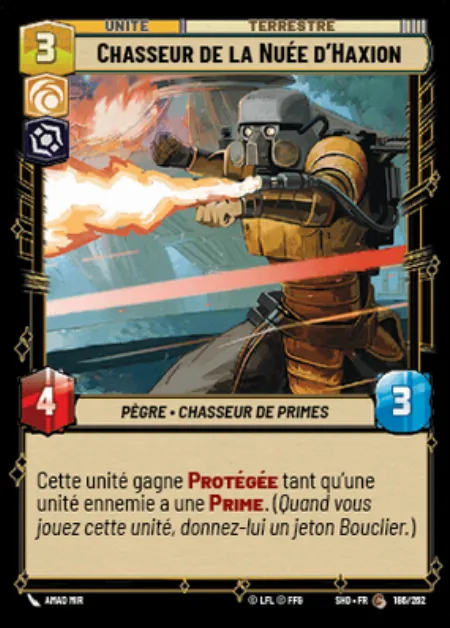 UNITÉ TERRESTRE
3 CHASSEUR DE LA NUÉE D'HAXION
4 PÈGRE • CHASSEUR DE PRIMES 3
Cette unité gagne PROTÉGÉE tant qu'une
unité ennemie a une PRIME. (Quand vous
jouez cette unité, donnez-lui un jeton Bouclier.)
AMAD MIR © LFL © FFG SHD • FR 186/262